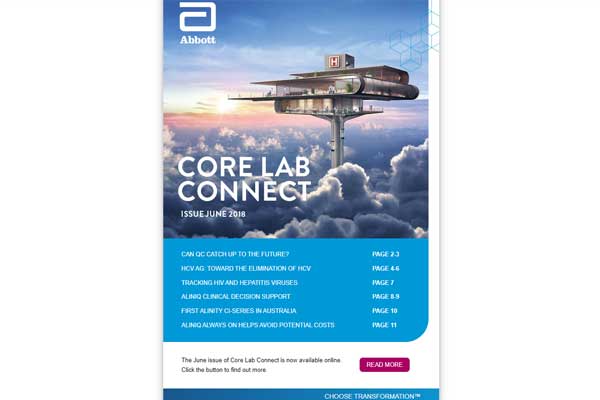 Abbott
H
CORE LAB
CONNECT
ISSUE JUNE 2018
CAN QC CATCH UP TO THE FUTURE? PAGE 2-3
HCV AG: TOWARD THE ELIMINATION OF HCV PAGE 4-6
TRACKING HIV AND HEPATITIS VIRUSES PAGE 7
ALINIQ CLINICAL DECISION SUPPORT PAGE 8-9
FIRST ALINITY CI-SERIES IN AUSTRALIA PAGE 10
ALINIQ ALWAYS ON HELPS AVOID POTENTIAL COSTS PAGE 11
The June issue of Core Lab Connect is now available online.
Click the button to find out more.
READ MORE
CHOOSE TRANSFORMATION™